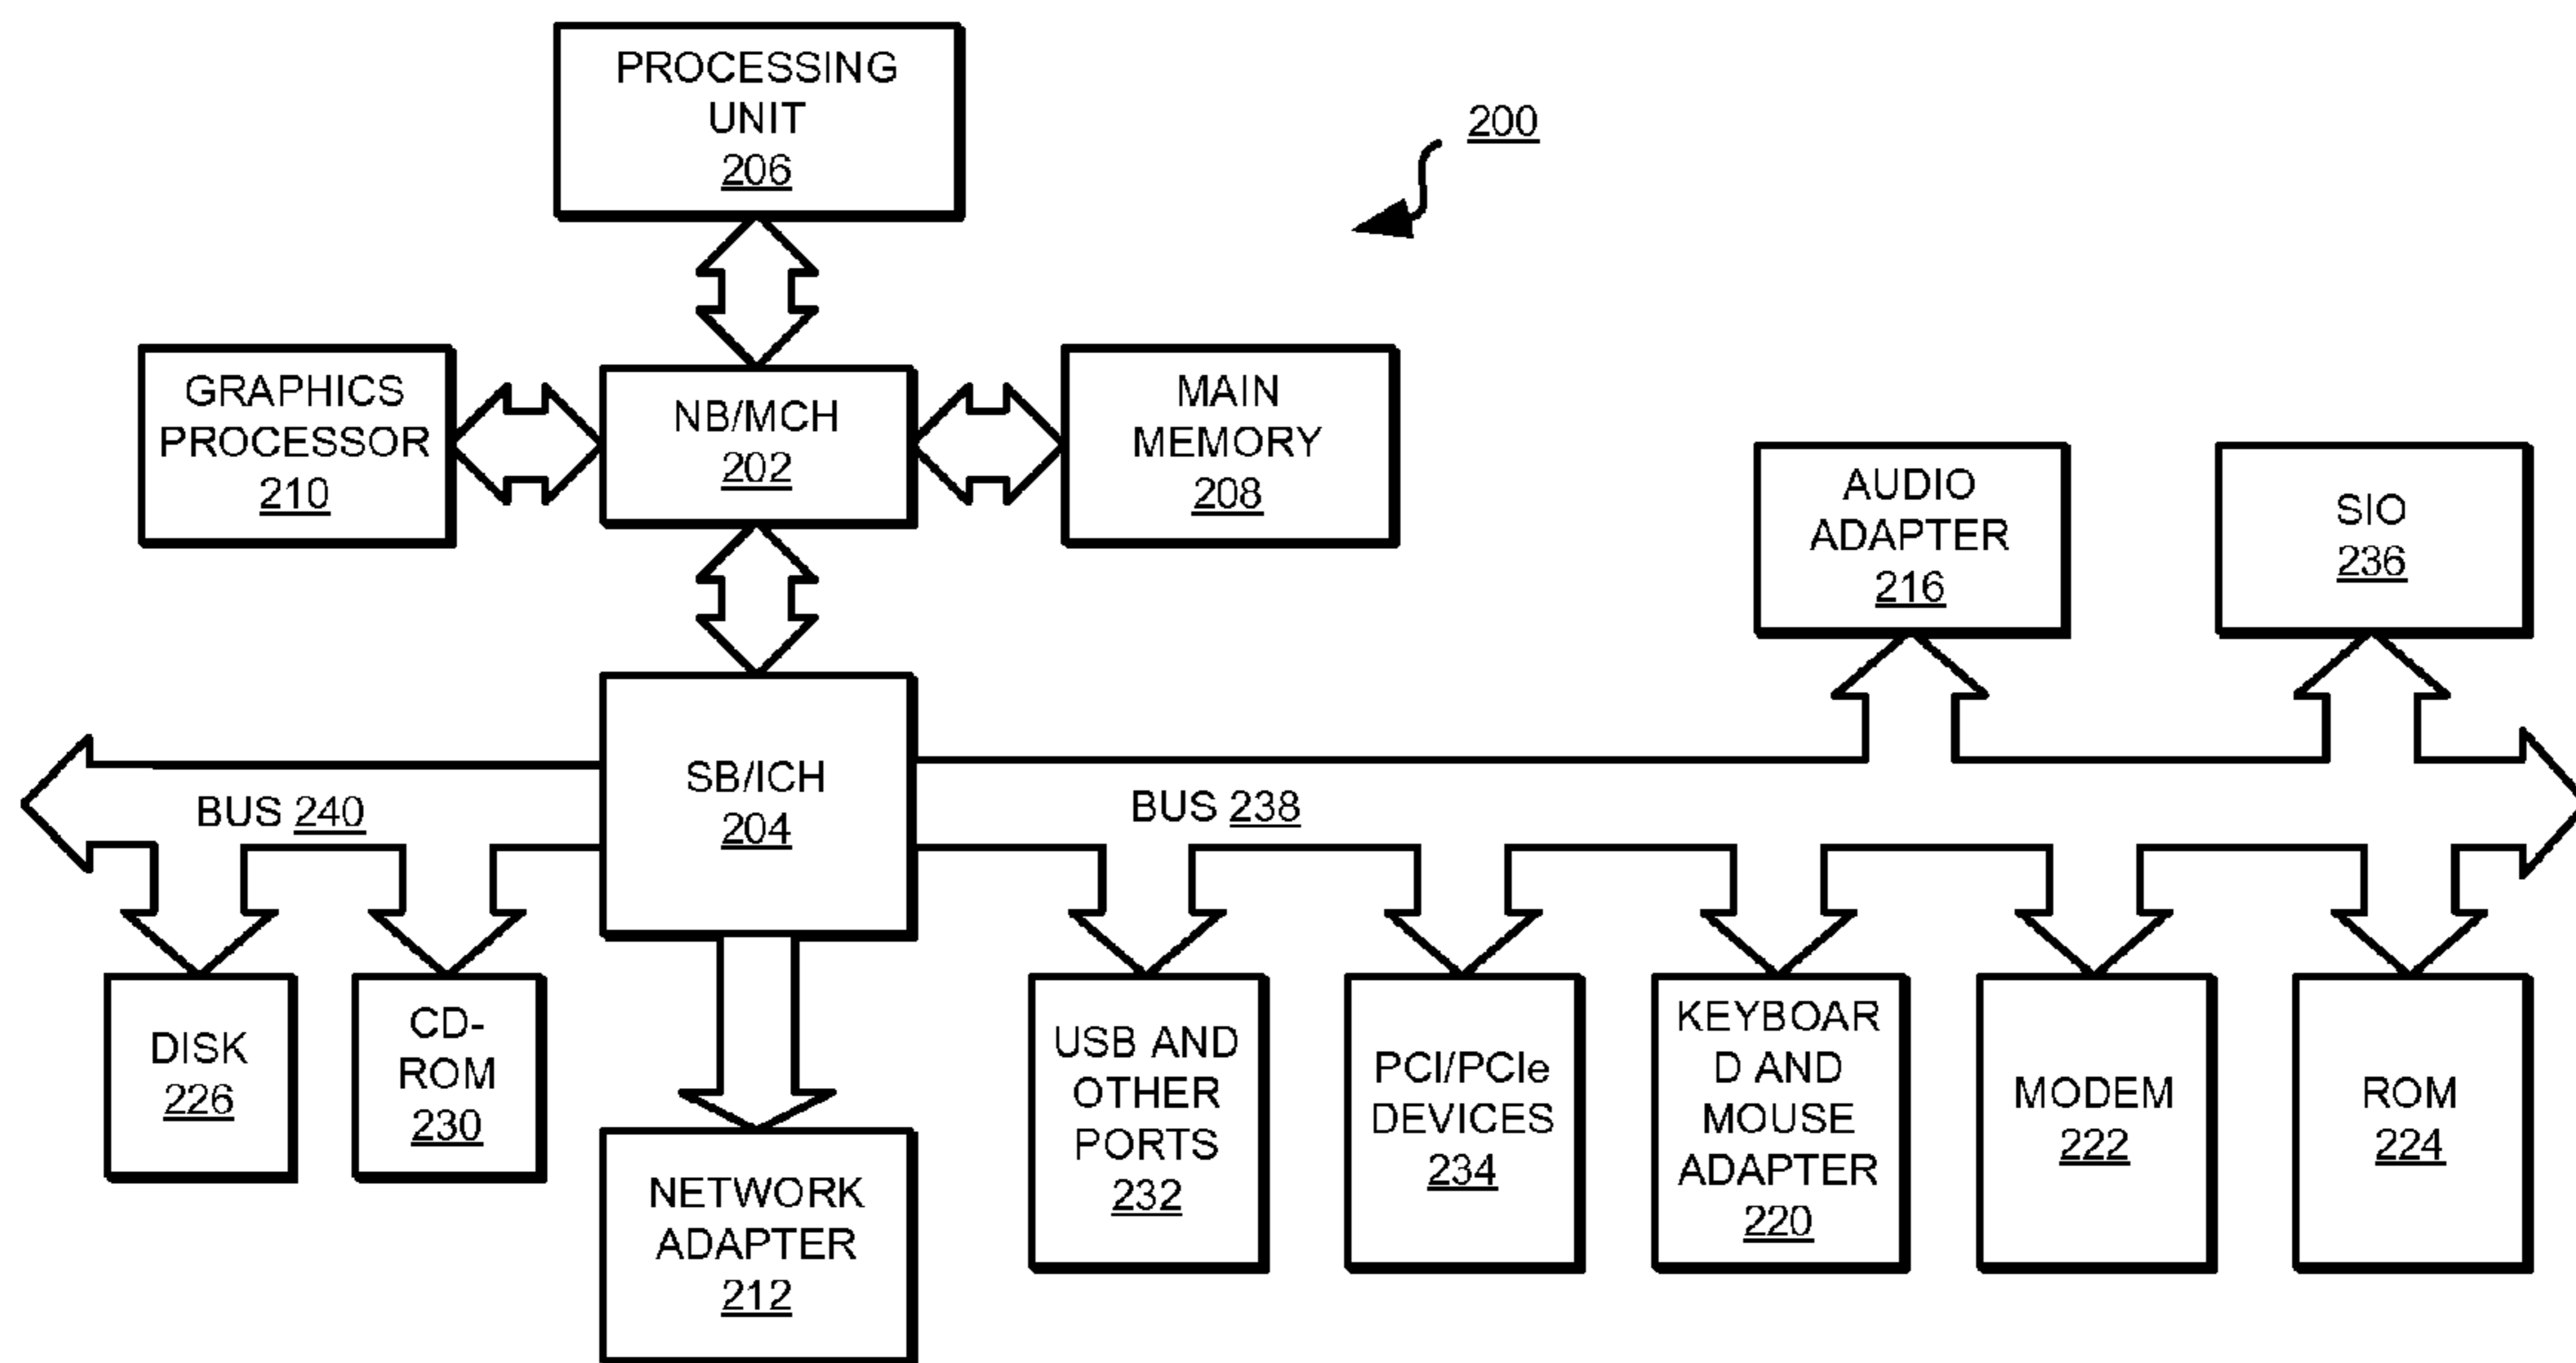 PROCESSING
UNIT
206
200
GRAPHICS
PROCESSOR
210
NB/MCH
202
MAIN
MEMORY
208
AUDIO
ADAPTER
216
SIO
236
SB/ICH
204
BUS 240
BUS 238
DISK
226
CD-
ROM
230
NETWORK
ADAPTER
212
USB AND
OTHER
PORTS
232
PCI/PCIe
DEVICES
234
KEYBOAR
D AND
MOUSE
ADAPTER
220
MODEM
222
ROM
224